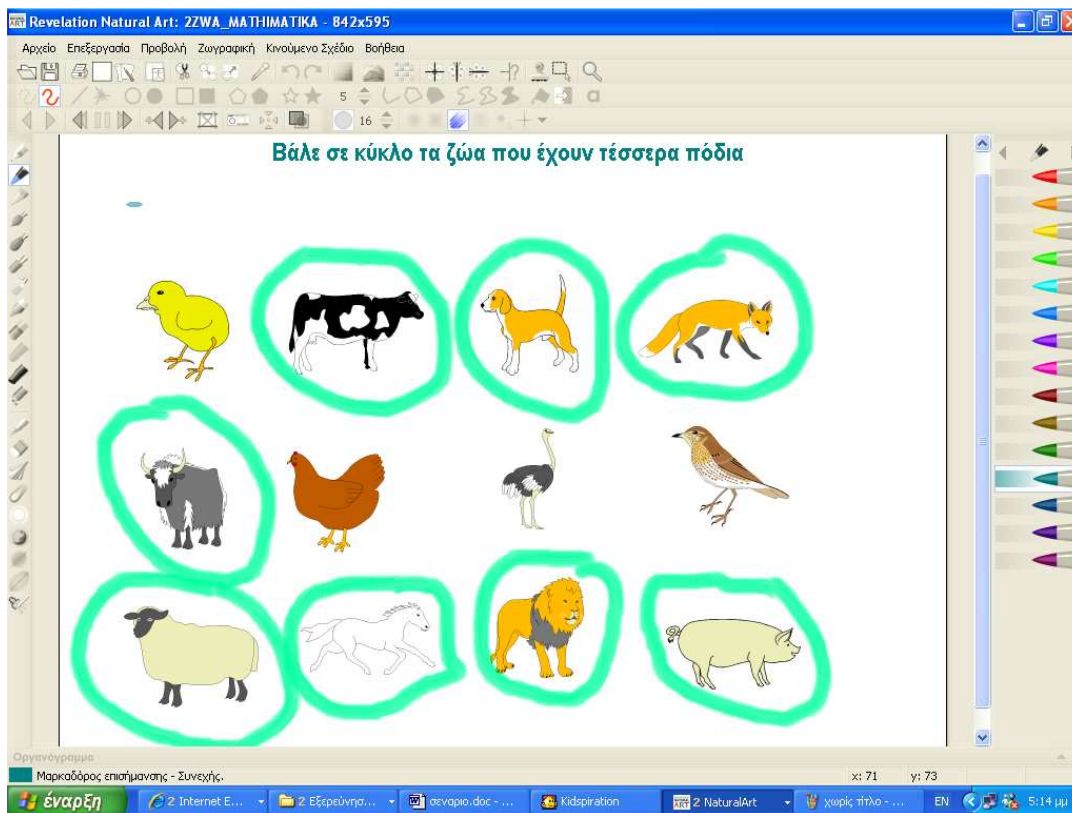 Revelation Natural Art: 2ZWA_MATHIMATIKA - 842x595
Αρχείο Επεξεργασία Προβολή Ζωγραφική Κινούμενο Σχέδιο Βοήθεια
5
a
16
Βάλε σε κύκλο τα ζώα που έχουν τέσσερα πόδια
Οργανόγραμμα
Μαρκαδόρος επισήμανσης - Συνεχής.
x: 71 y: 73
έναρξη
2 Internet E...
2 Εξερεύνησ...
σεναριο.doc - ...
Kidspiration
2 NaturalArt
χωρίς τίτλο - ...
EN
5:14 μμ